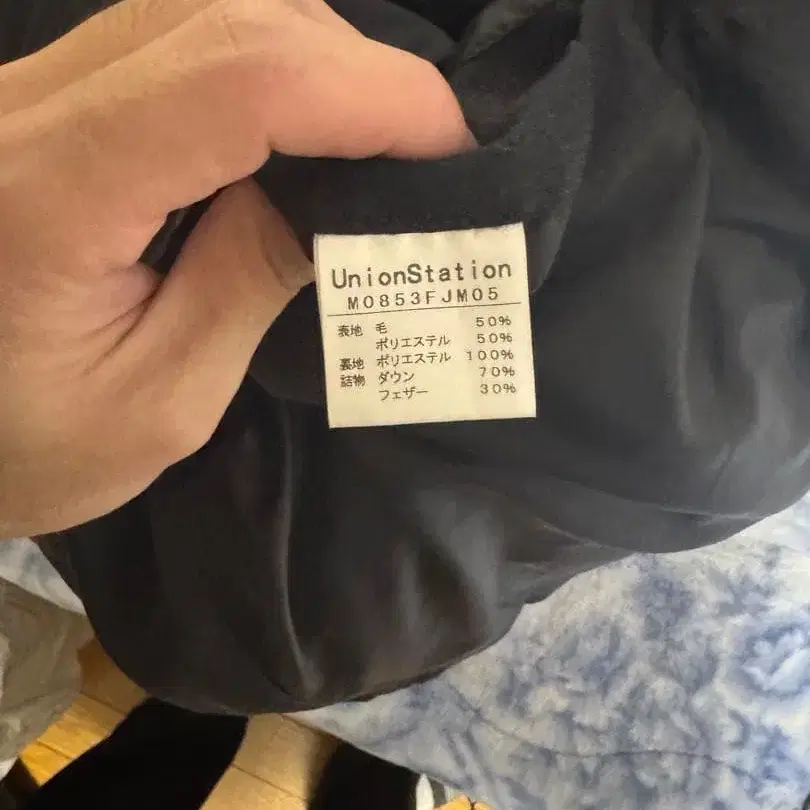 UnionStation
M0853FJM05
表地 毛 50%
ポリエステル 50%
裏地 ポリエステル 100%
詰物 ダウン 70%
フェザー 30%